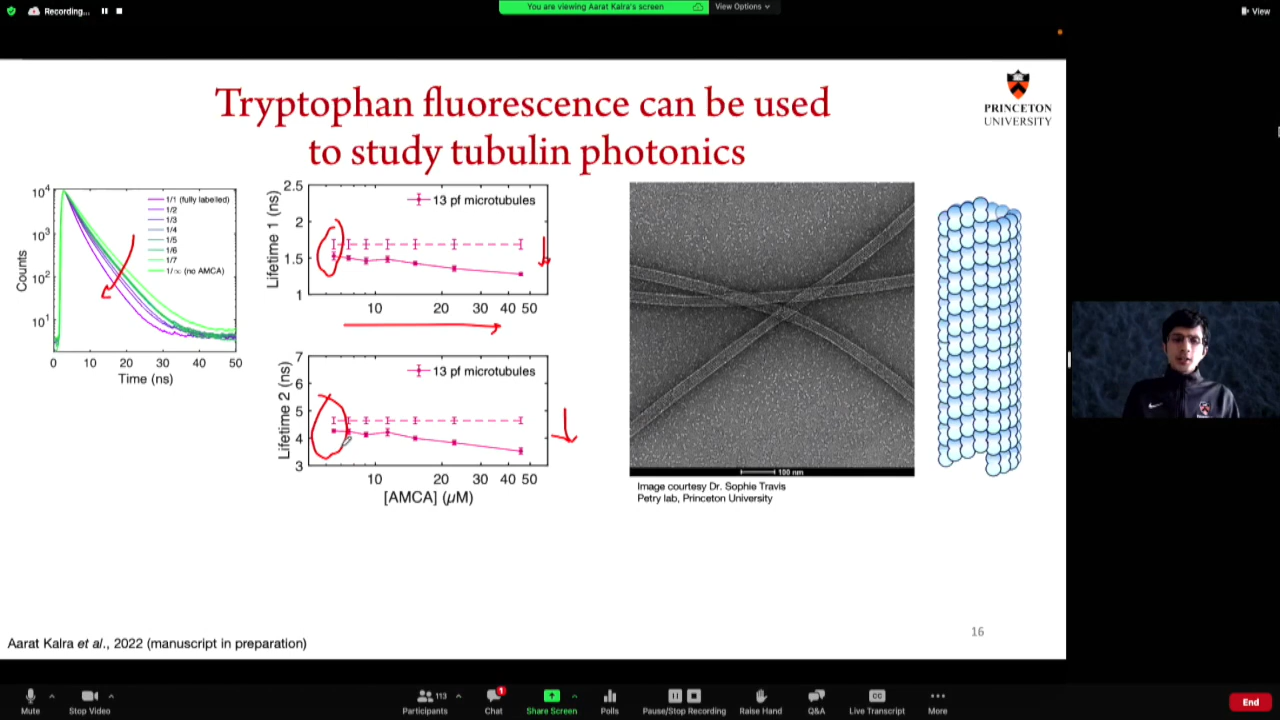 Recording...
You are viewing Aarat Kalra's screen
View Options
View
Tryptophan fluorescence can be used
to study tubulin photonics
PRINCETON
UNIVERSITY
10⁴
10³
10²
10¹
Counts
1/1 (fully labelled)
1/2
1/3
1/4
1/5
1/6
1/7
1/∞ (no AMCA)
0 10 20 30 40 50
Time (ns)
2.5
2
1.5
1
Lifetime 1 (ns)
13 pf microtubules
10 20 30 40 50
7
6
5
4
3
Lifetime 2 (ns)
13 pf microtubules
10 20 30 40 50
[AMCA] (µM)
100 nm
Image courtesy Dr. Sophie Travis
Petry lab, Princeton University
Aarat Kalra et al., 2022 (manuscript in preparation)
16
Mute
Stop Video
113
Participants
1
Chat
Share Screen
Polls
Pause/Stop Recording
Raise Hand
Q&A
CC
Live Transcript
More
End